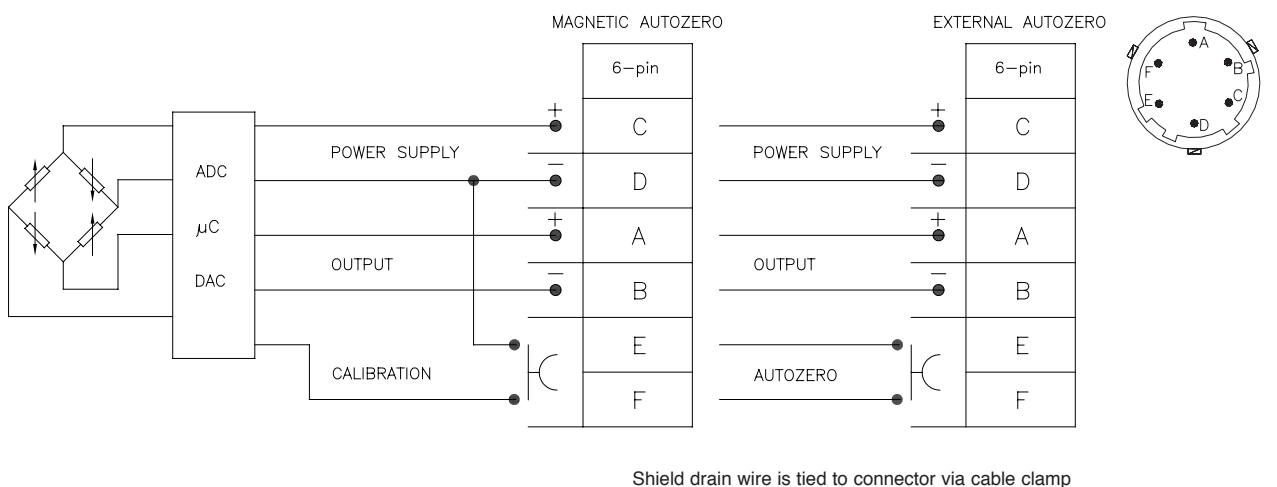 MAGNETIC AUTOZERO
6-pin
+
C
POWER SUPPLY
−
D
+
A
OUTPUT
−
B
E
CALIBRATION
F
ADC
µC
DAC
EXTERNAL AUTOZERO
6-pin
+
C
POWER SUPPLY
−
D
+
A
OUTPUT
−
B
E
AUTOZERO
F
A
B
C
D
E
F
Shield drain wire is tied to connector via cable clamp